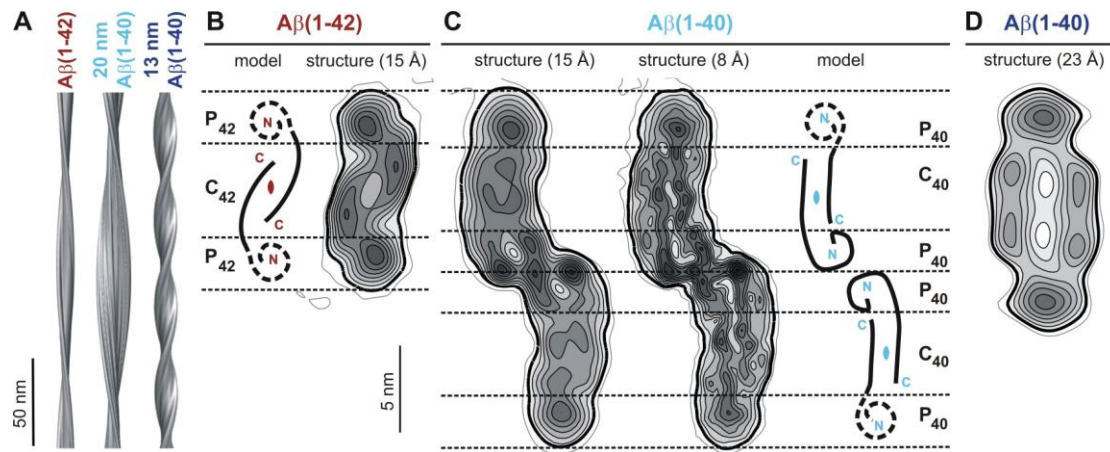 A
Aβ(1-42)
20 nm
Aβ(1-40)
13 nm
Aβ(1-40)
50 nm
B
Aβ(1-42)
model
structure (15 Å)
P42
C42
P42
N
C
C
N
C
Aβ(1-40)
structure (15 Å)
structure (8 Å)
model
5 nm
N
C
C
N
N
C
C
N
P40
C40
P40
P40
C40
P40
D
Aβ(1-40)
structure (23 Å)